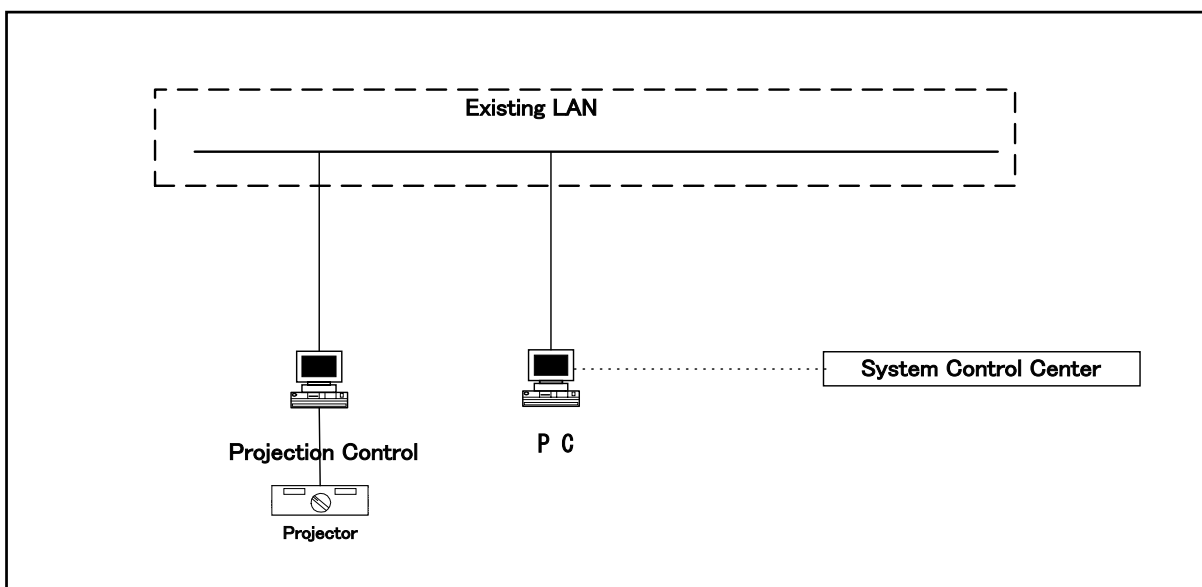 Existing LAN
System Control Center
Projection Control
P C
Projector